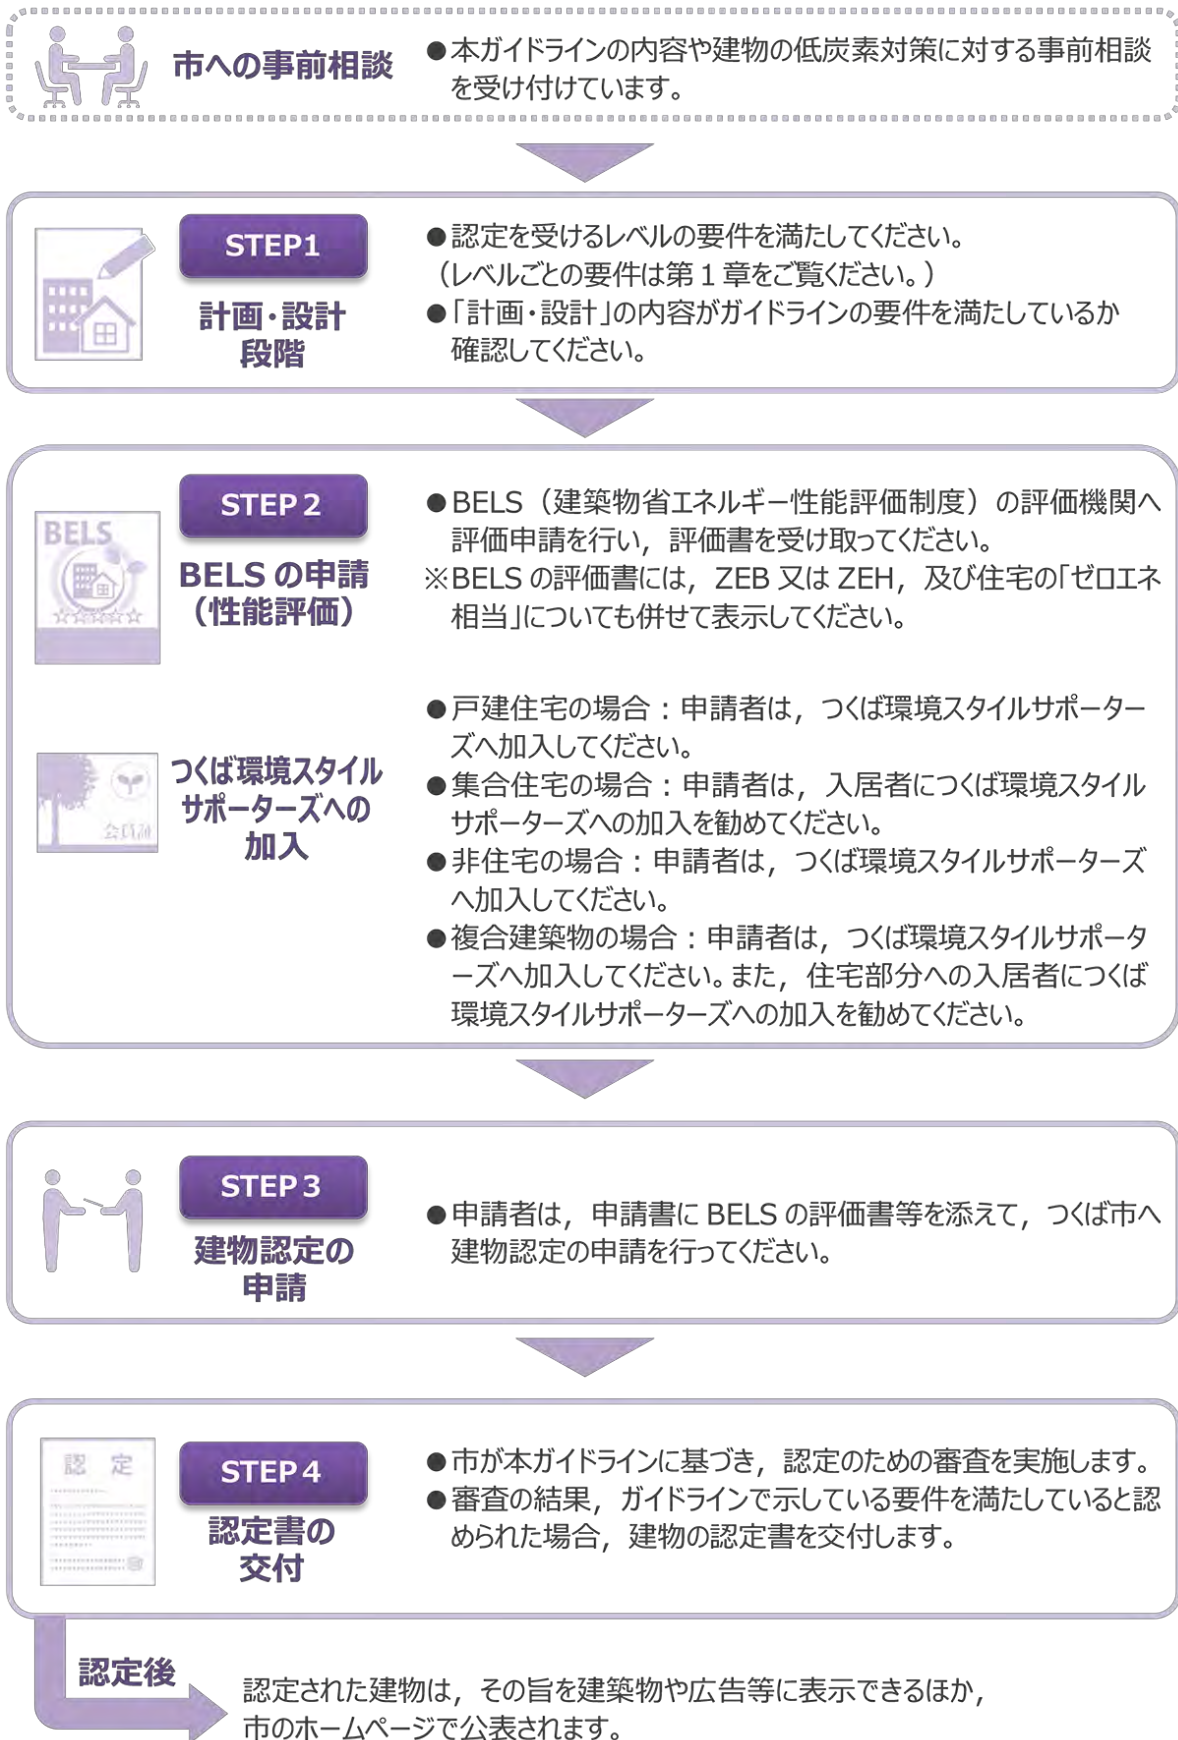 市への事前相談
●本ガイドラインの内容や建物の低炭素対策に対する事前相談
を受け付けています。
STEP1
計画・設計
段階
●認定を受けるレベルの要件を満たしてください。
（レベルごとの要件は第1章をご覧ください。）
●「計画・設計」の内容がガイドラインの要件を満たしているか
確認してください。
BELS
☆☆☆☆☆
STEP2
BELSの申請
（性能評価）
●BELS（建築物省エネルギー性能評価制度）の評価機関へ
評価申請を行い，評価書を受け取ってください。
※BELSの評価書には，ZEB又はZEH，及び住宅の「ゼロエネ
相当」についても併せて表示してください。
会員証
つくば環境スタイル
サポーターズへの
加入
●戸建住宅の場合：申請者は，つくば環境スタイルサポーター
ズへ加入してください。
●集合住宅の場合：申請者は，入居者につくば環境スタイル
サポーターズへの加入を勧めてください。
●非住宅の場合：申請者は，つくば環境スタイルサポーターズ
へ加入してください。
●複合建築物の場合：申請者は，つくば環境スタイルサポータ
ーズへ加入してください。また，住宅部分への入居者につくば
環境スタイルサポーターズへの加入を勧めてください。
STEP3
建物認定の
申請
●申請者は，申請書にBELSの評価書等を添えて，つくば市へ
建物認定の申請を行ってください。
認 定
STEP4
認定書の
交付
●市が本ガイドラインに基づき，認定のための審査を実施します。
●審査の結果，ガイドラインで示している要件を満たしていると認
められた場合，建物の認定書を交付します。
認定後
認定された建物は，その旨を建築物や広告等に表示できるほか，
市のホームページで公表されます。